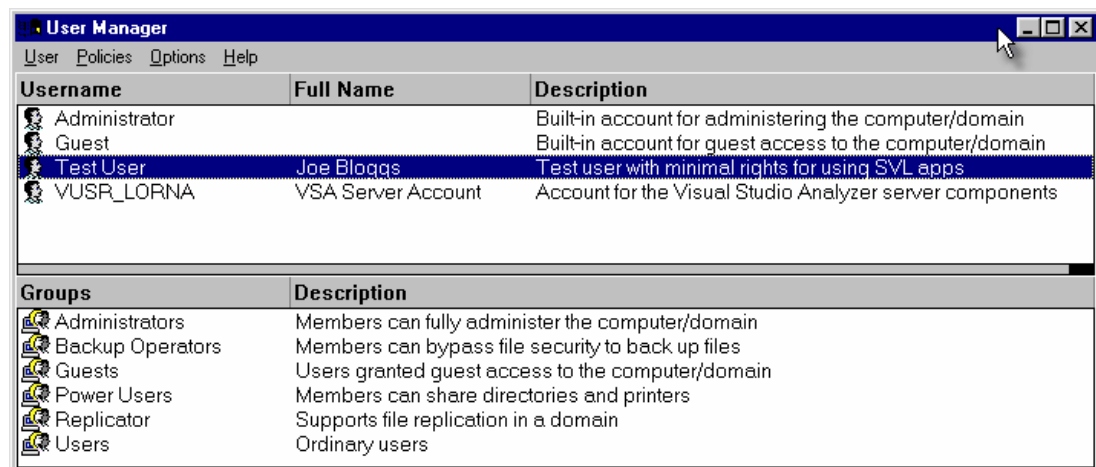 User Manager
User Policies Options Help
Username Full Name Description
Administrator Built-in account for administering the computer/domain
Guest Built-in account for guest access to the computer/domain
Test User Joe Bloggs Test user with minimal rights for using SVL apps
VUSR_LORNA VSA Server Account Account for the Visual Studio Analyzer server components
Groups Description
Administrators Members can fully administer the computer/domain
Backup Operators Members can bypass file security to back up files
Guests Users granted guest access to the computer/domain
Power Users Members can share directories and printers
Replicator Supports file replication in a domain
Users Ordinary users